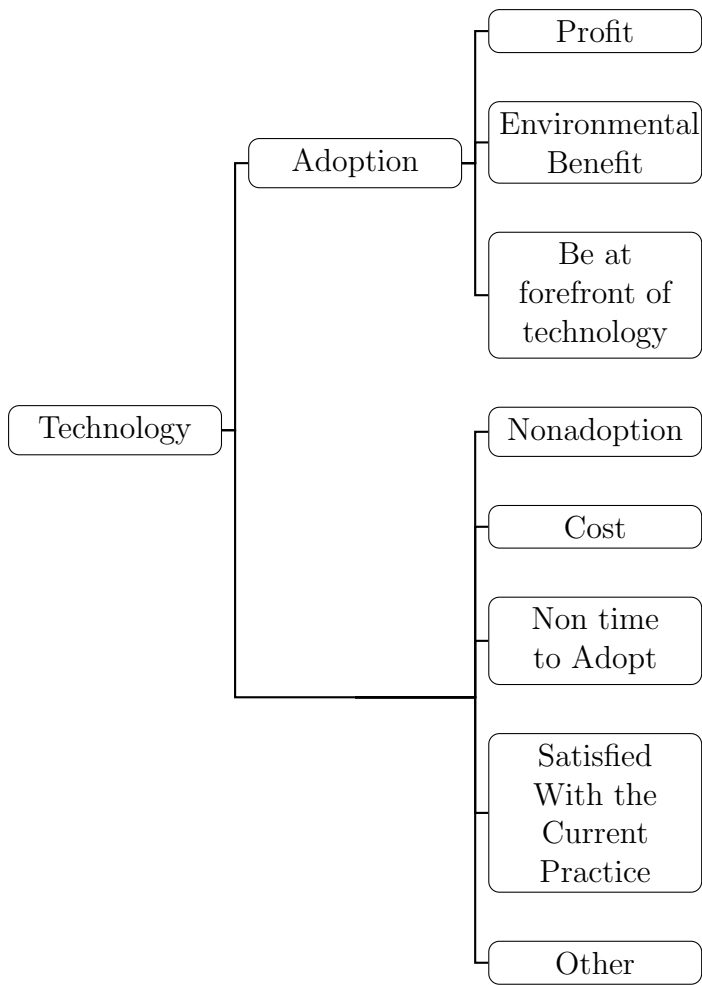 Profit
Environmental
Benefit
Adoption
Be at
forefront of
technology
Technology
Nonadoption
Cost
Non time
to Adopt
Satisfied
With the
Current
Practice
Other